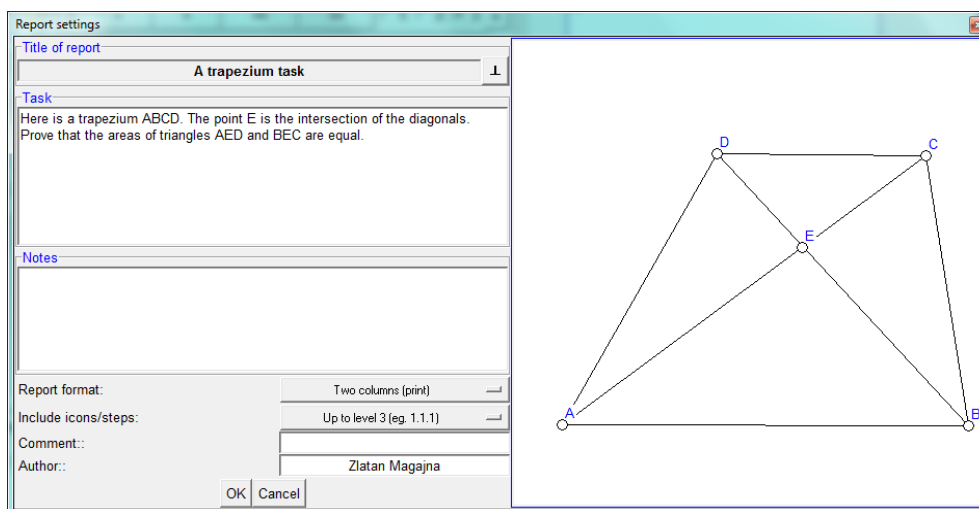 Report settings
Title of report
A trapezium task
Task
Here is a trapezium ABCD. The point E is the intersection of the diagonals.
Prove that the areas of triangles AED and BEC are equal.
Notes
Report format:
Two columns (print)
Include icons/steps:
Up to level 3 (eg. 1.1.1)
Comment::
Author::
Zlatan Magajna
OK Cancel
D
C
E
A
B